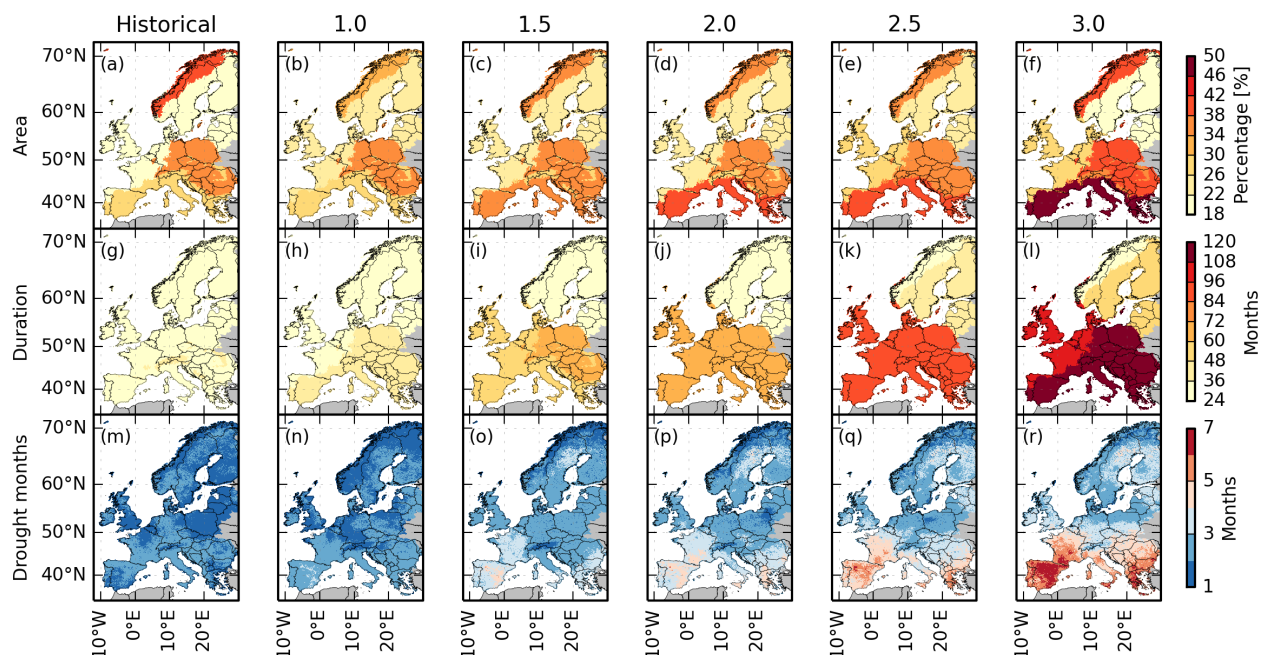 Historical 1.0 1.5 2.0 2.5 3.0
70°N (a) (b) (c) (d) (e) (f) 50
46
60°N 42
38
Area 34
50°N 30
26
40°N 22
18
Percentage [%]
70°N (g) (h) (i) (j) (k) (l) 120
108
60°N 96
84
Duration 72
50°N 60
48
40°N 36
24
Months
70°N (m) (n) (o) (p) (q) (r) 7
60°N 5
Drought months
50°N 3
40°N 1
Months
10°W 0°E 10°E 20°E 10°W 0°E 10°E 20°E 10°W 0°E 10°E 20°E 10°W 0°E 10°E 20°E 10°W 0°E 10°E 20°E 10°W 0°E 10°E 20°E